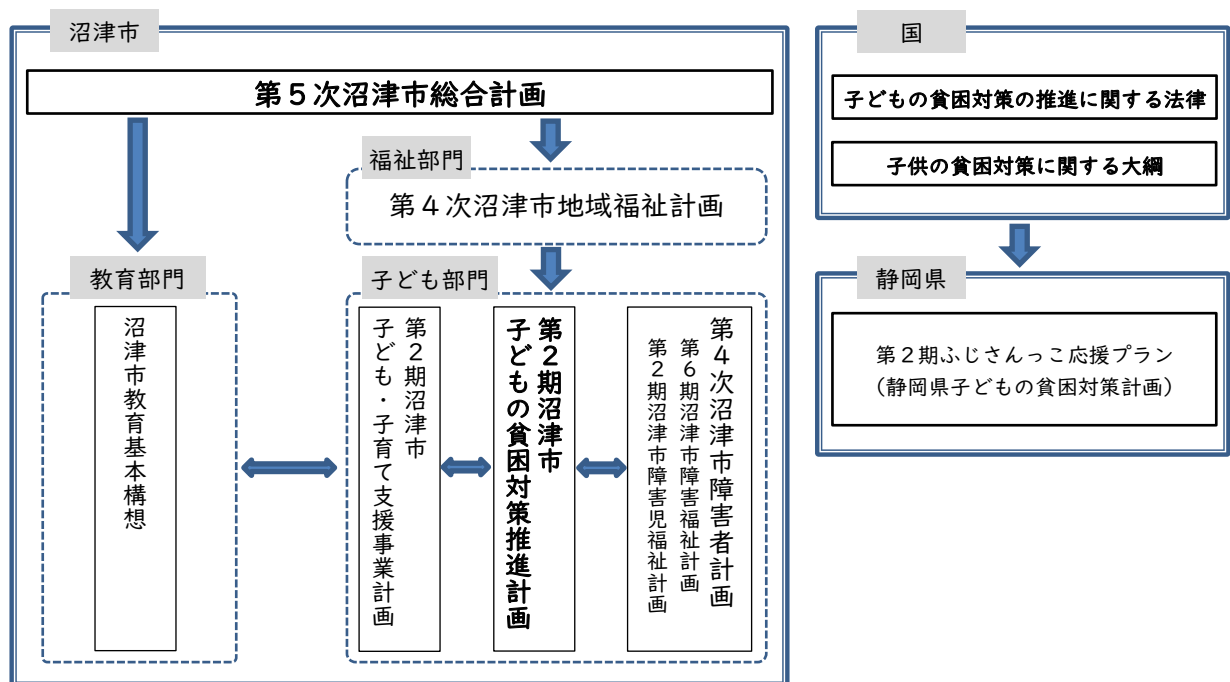 沼津市
第５次沼津市総合計画
福祉部門
第４次沼津市地域福祉計画
教育部門
沼津市教育基本構想
子ども部門
第２期沼津市
子ども・子育て支援事業計画
第２期沼津市
子どもの貧困対策推進計画
第４次沼津市障害者計画
第６期沼津市障害福祉計画
第２期沼津市障害児福祉計画
国
子どもの貧困対策の推進に関する法律
子供の貧困対策に関する大綱
静岡県
第２期ふじさんっこ応援プラン
（静岡県子どもの貧困対策計画）